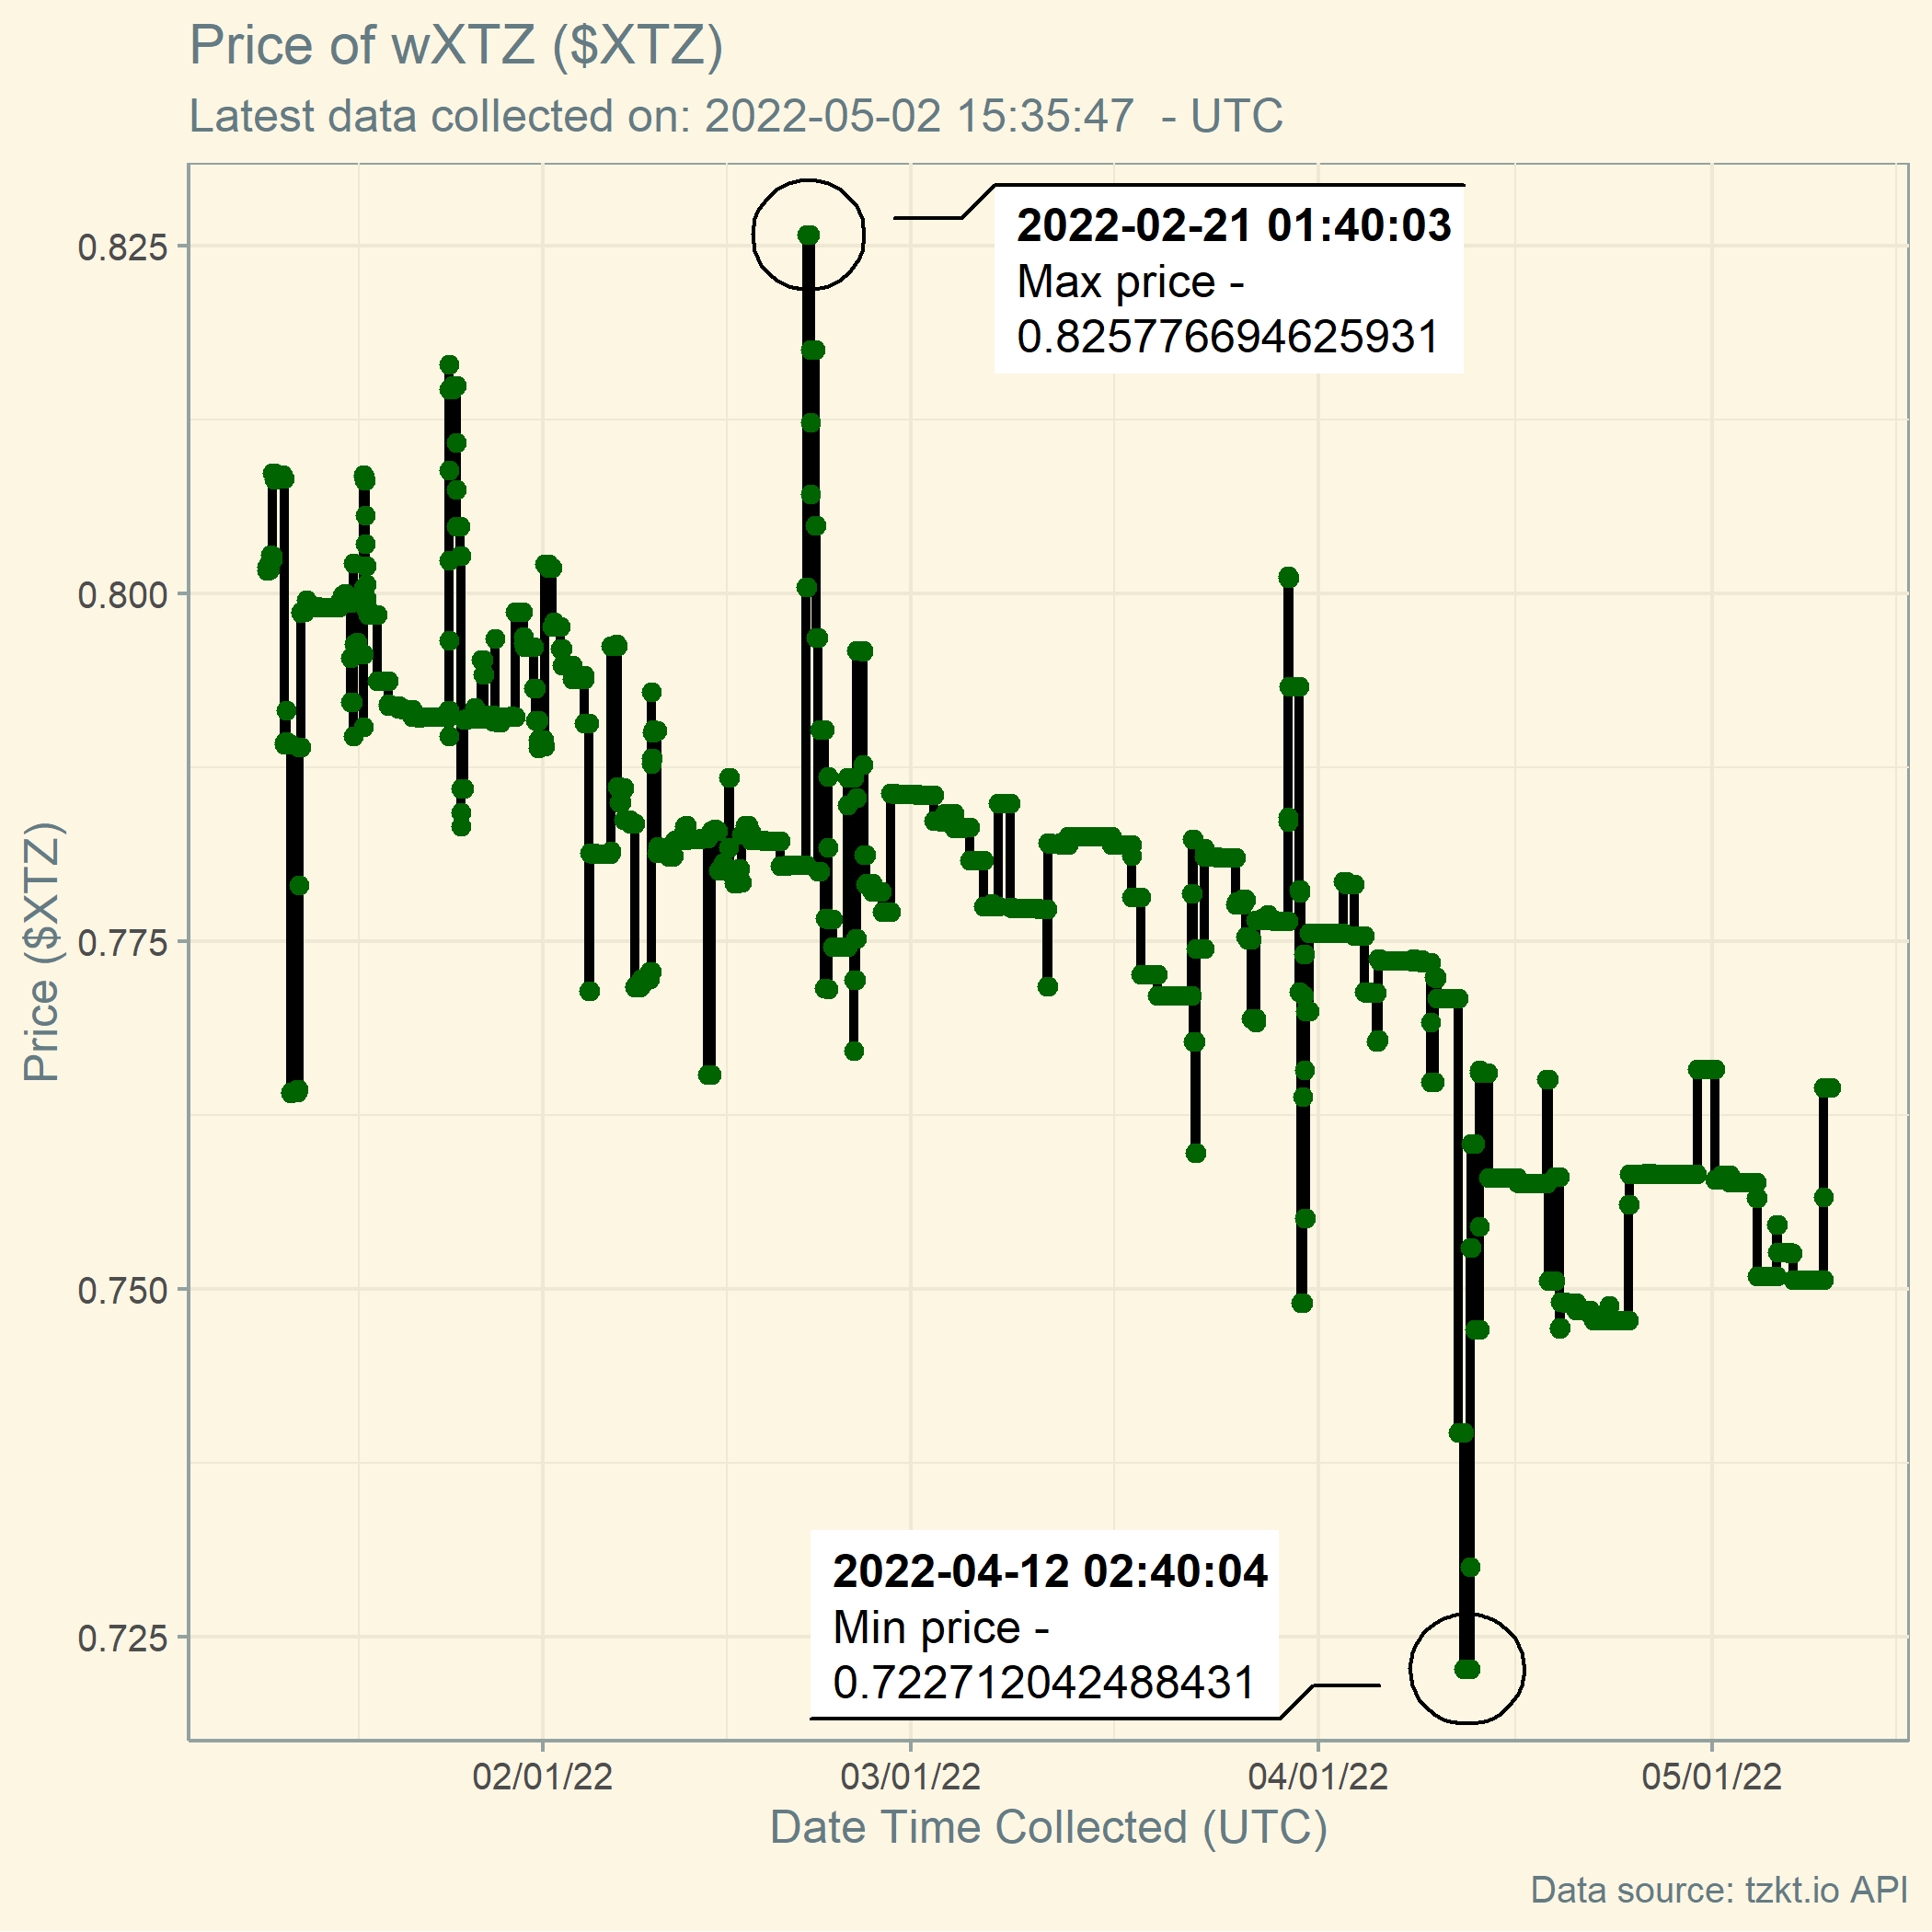 Price of wXTZ ($XTZ)
Latest data collected on: 2022-05-02 15:35:47  - UTC
2022-02-21 01:40:03
Max price -
0.825776694625931
0.825
0.800
0.775
0.750
0.725
Price ($XTZ)
2022-04-12 02:40:04
Min price -
0.722712042488431
02/01/22
03/01/22
04/01/22
05/01/22
Date Time Collected (UTC)
Data source: tzkt.io API